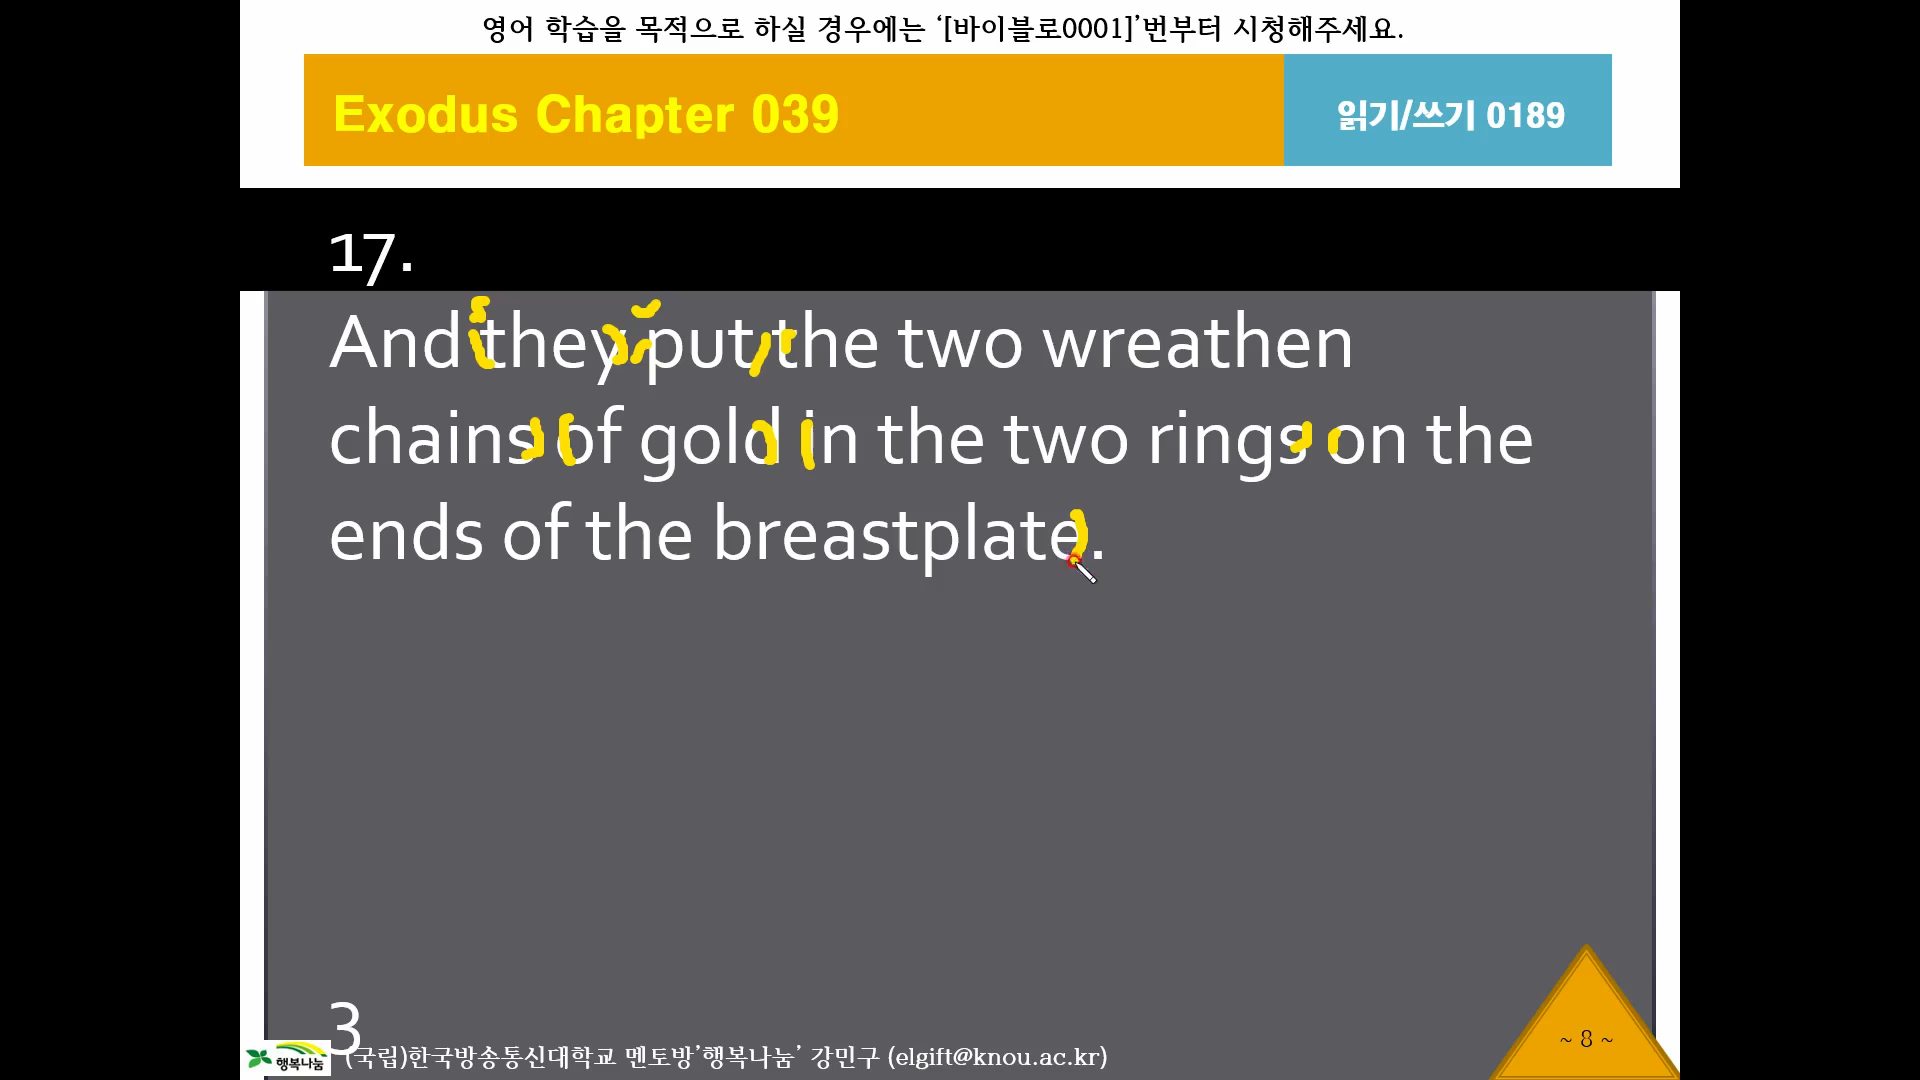 영어 학습을 목적으로 하실 경우에는 ‘[바이블로0001]’번부터 시청해주세요.
Exodus Chapter 039
읽기/쓰기 0189
17.
And they put the two wreathen
chains of gold in the two rings on the
ends of the breastplate.
3
행복나눔
(국립)한국방송통신대학교 멘토방’행복나눔’ 강민구 (elgift@knou.ac.kr)
~ 8 ~